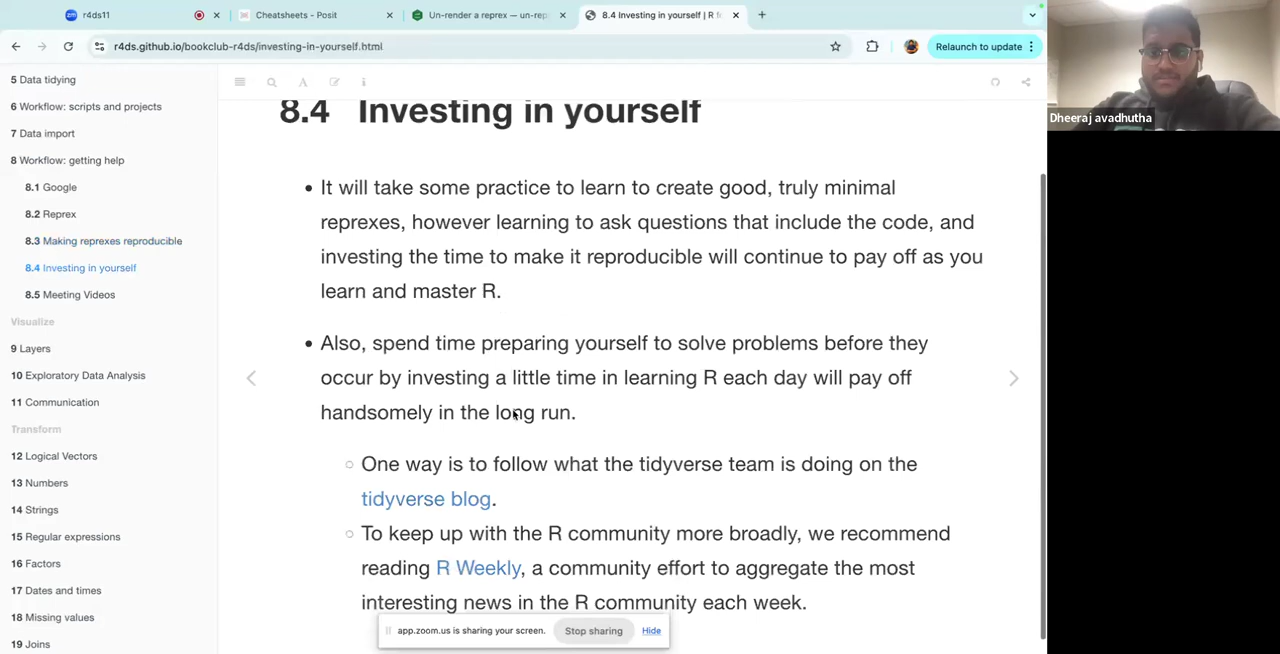 r4ds11
Cheatsheets - Posit
Un-render a reprex — un-rep
8.4 Investing in yourself | R f
r4ds.github.io/bookclub-r4ds/investing-in-yourself.html
Relaunch to update
5 Data tidying
6 Workflow: scripts and projects
7 Data import
8 Workflow: getting help
8.1 Google
8.2 Reprex
8.3 Making reprexes reproducible
8.4 Investing in yourself
8.5 Meeting Videos
Visualize
9 Layers
10 Exploratory Data Analysis
11 Communication
Transform
12 Logical Vectors
13 Numbers
14 Strings
15 Regular expressions
16 Factors
17 Dates and times
18 Missing values
19 Joins
8.4 Investing in yourself
It will take some practice to learn to create good, truly minimal
reprexes, however learning to ask questions that include the code, and
investing the time to make it reproducible will continue to pay off as you
learn and master R.
Also, spend time preparing yourself to solve problems before they
occur by investing a little time in learning R each day will pay off
handsomely in the long run.
One way is to follow what the tidyverse team is doing on the
tidyverse blog.
To keep up with the R community more broadly, we recommend
reading R Weekly, a community effort to aggregate the most
interesting news in the R community each week.
app.zoom.us is sharing your screen.
Stop sharing
Hide
Dheeraj avadhutha